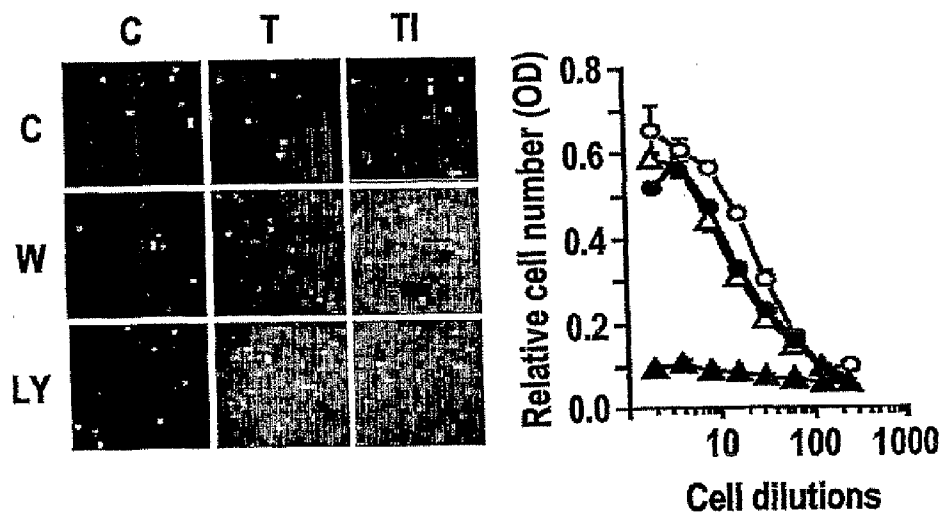 C T TI
C
W
LY
Relative cell number (OD)
0.8
0.6
0.4
0.2
0.0
10 100 1000
Cell dilutions